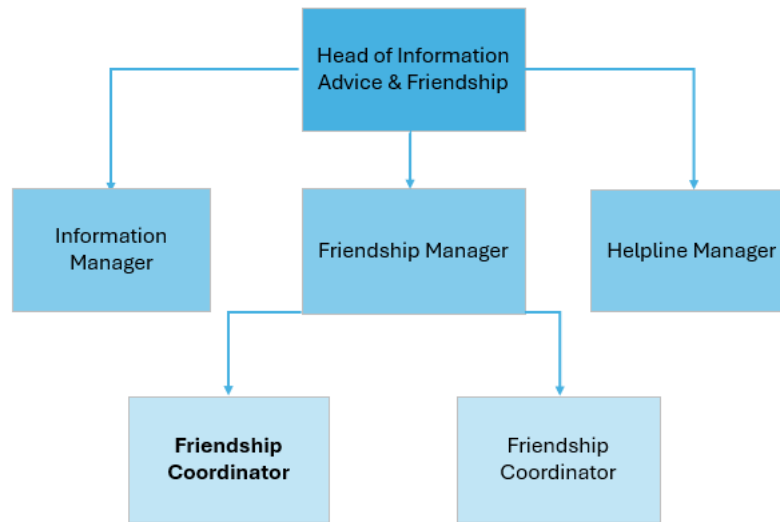 Head of Information
Advice & Friendship
Information
Manager
Friendship Manager
Helpline Manager
Friendship
Coordinator
Friendship
Coordinator